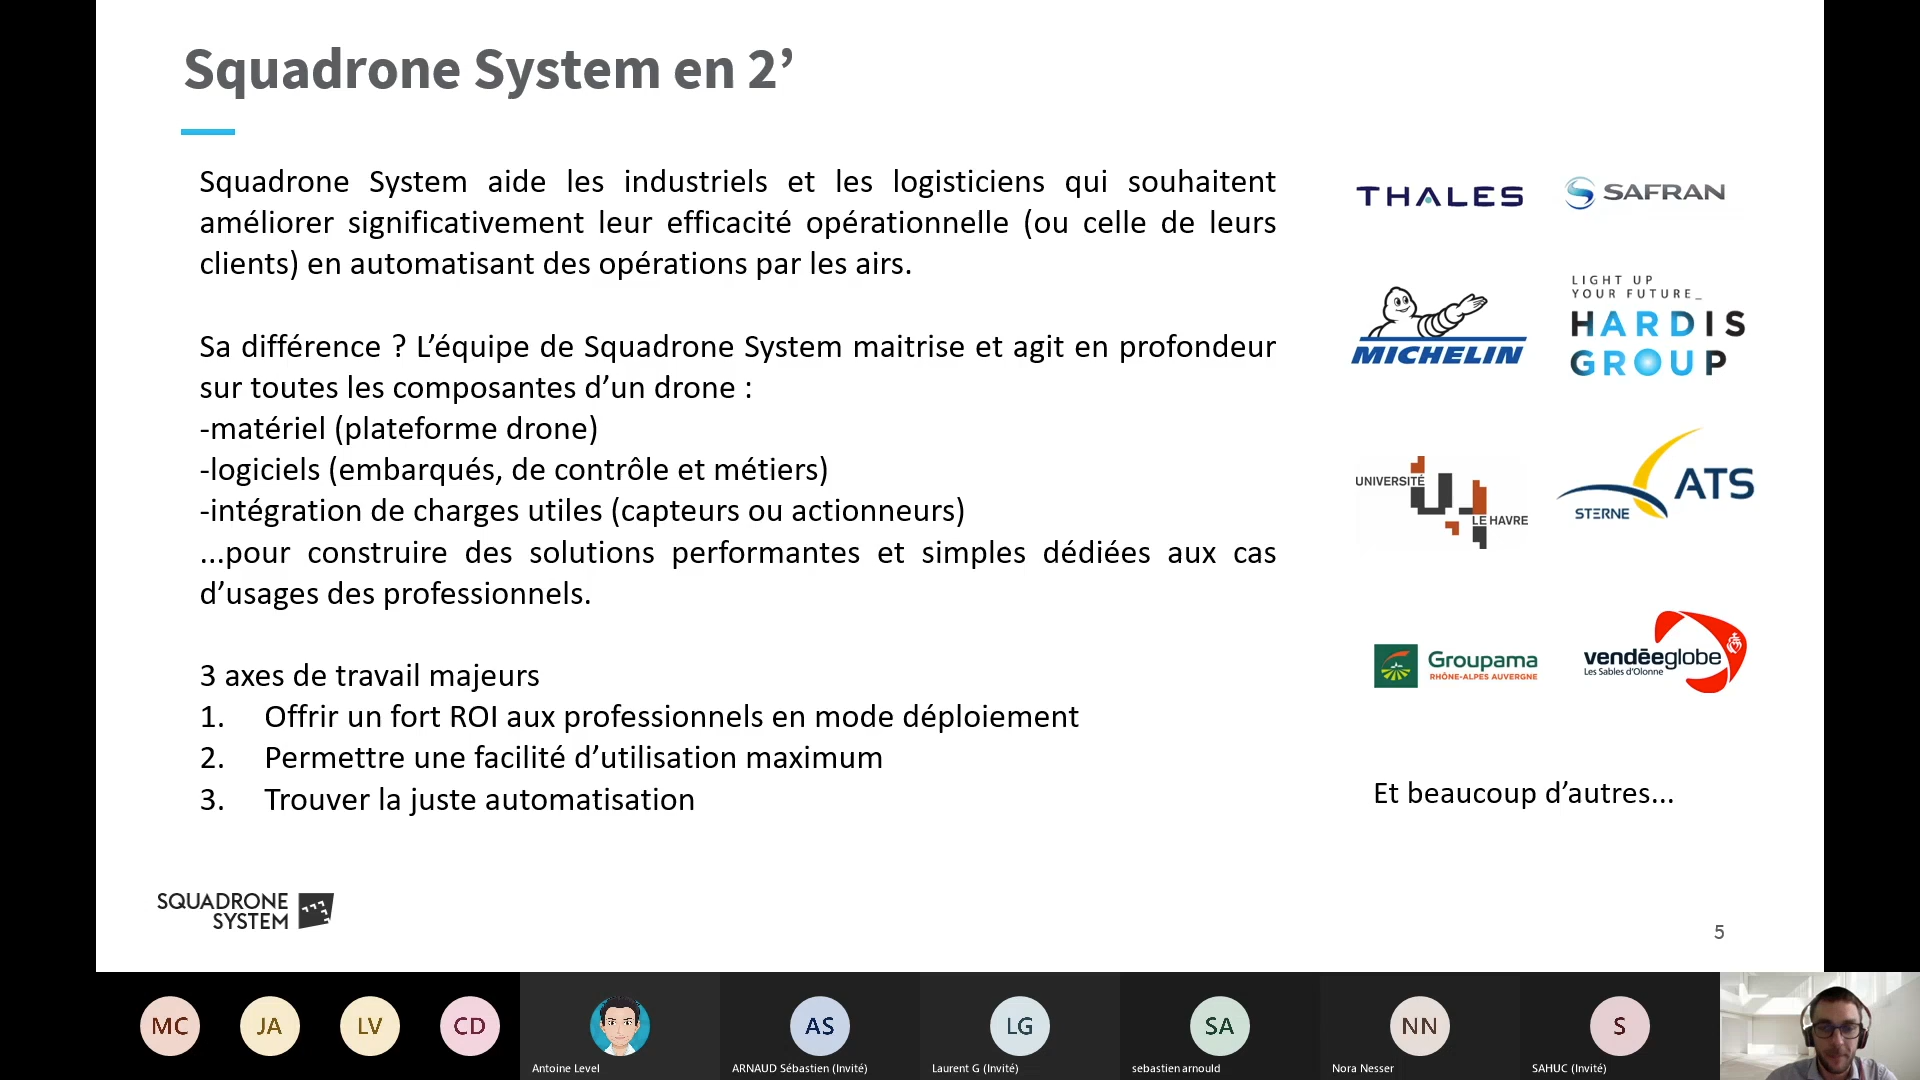 Squadrone System en 2’
Squadrone System aide les industriels et les logisticiens qui souhaitent
améliorer significativement leur efficacité opérationnelle (ou celle de leurs
clients) en automatisant des opérations par les airs.
Sa différence ? L’équipe de Squadrone System maitrise et agit en profondeur
sur toutes les composantes d’un drone :
-matériel (plateforme drone)
-logiciels (embarqués, de contrôle et métiers)
-intégration de charges utiles (capteurs ou actionneurs)
...pour construire des solutions performantes et simples dédiées aux cas
d’usages des professionnels.
3 axes de travail majeurs
1. Offrir un fort ROI aux professionnels en mode déploiement
2. Permettre une facilité d’utilisation maximum
3. Trouver la juste automatisation
THALES
SAFRAN
MICHELIN
LIGHT UP
YOUR FUTURE_
HARDIS
GROUP
UNIVERSITÉ
LE HAVRE
ATS
STERNE
Groupama
RHÔNE-ALPES AUVERGNE
vendéeglobe
Les Sables d'Olonne
Et beaucoup d’autres...
SQUADRONE
SYSTEM
5
MC
JA
LV
CD
Antoine Level
AS
ARNAUD Sébastien (Invité)
LG
Laurent G (Invité)
SA
sebastien arnould
NN
Nora Nesser
S
SAHUC (Invité)